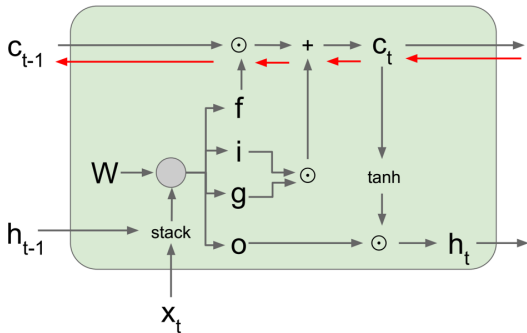 c_{t-1} ⊙ + c_t
f
i
W g ⊙ tanh
h_{t-1} stack o ⊙ h_t
x_t